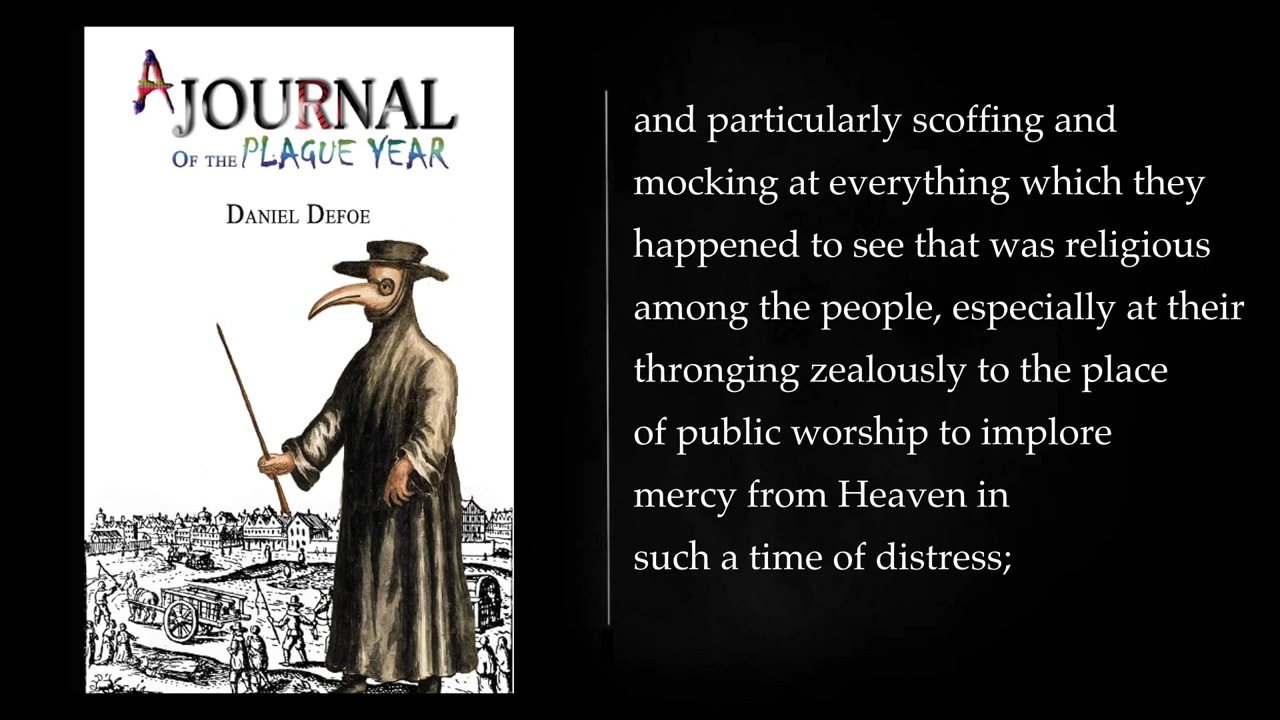 A JOURNAL
OF THE PLAGUE YEAR
DANIEL DEFOE
and particularly scoffing and
mocking at everything which they
happened to see that was religious
among the people, especially at their
thronging zealously to the place
of public worship to implore
mercy from Heaven in
such a time of distress;